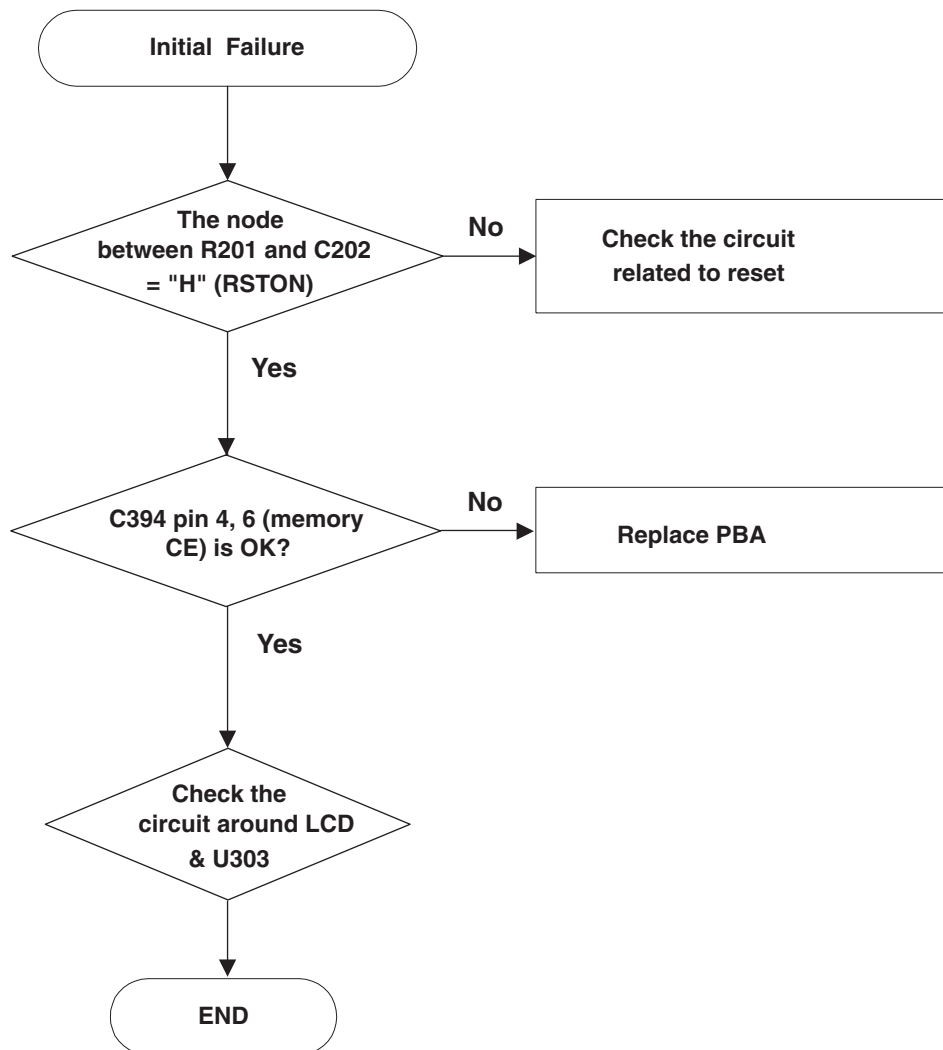 Initial Failure
The node
between R201 and C202
= "H" (RSTON)
No
Check the circuit
related to reset
Yes
C394 pin 4, 6 (memory
CE) is OK?
No
Replace PBA
Yes
Check the
circuit around LCD
& U303
END